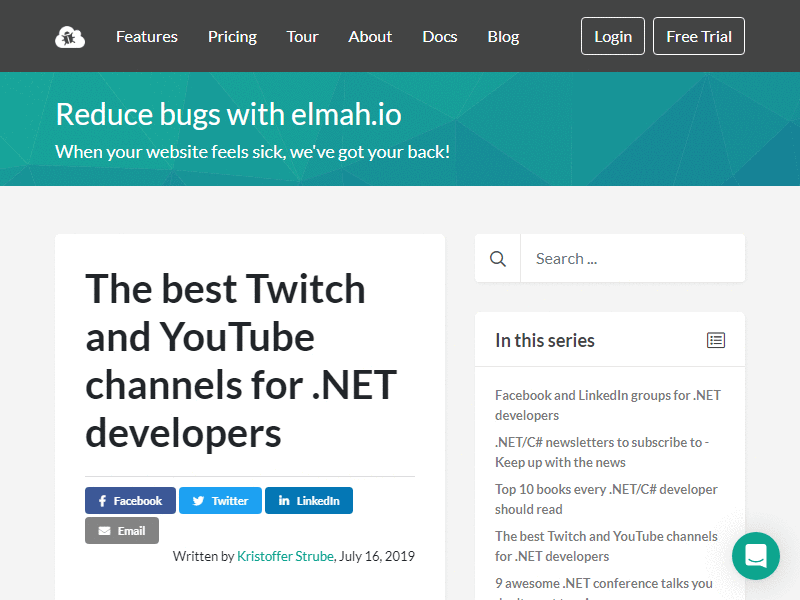 Features Pricing Tour About Docs Blog Login Free Trial
Reduce bugs with elmah.io
When your website feels sick, we've got your back!
The best Twitch
and YouTube
channels for .NET
developers
Facebook Twitter LinkedIn
Email
Written by Kristoffer Strube, July 16, 2019
Search ...
In this series
Facebook and LinkedIn groups for .NET
developers
.NET/C# newsletters to subscribe to -
Keep up with the news
Top 10 books every .NET/C# developer
should read
The best Twitch and YouTube channels
for .NET developers
9 awesome .NET conference talks you